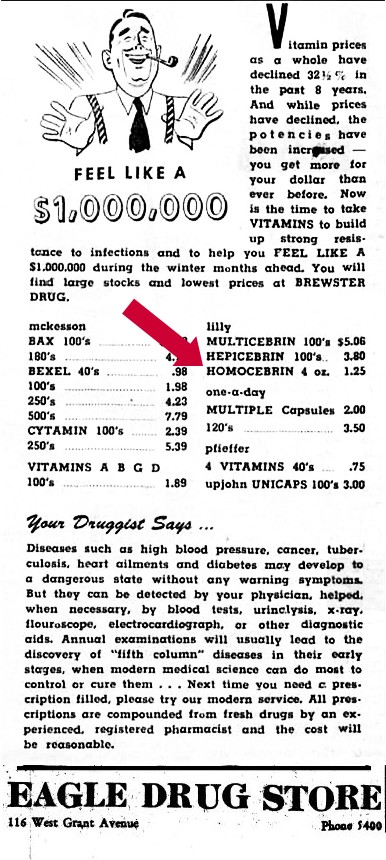 FEEL LIKE A
$1,000,000
Vitamin prices
as a whole have
declined 32½% in
the past 8 years.
And while prices
have declined, the
potencies have
been increased —
you get more for
your dollar than
ever before. Now
is the time to take
VITAMINS to build
up strong resis-
tance to infections and to help you FEEL LIKE A
$1,000,000 during the winter months ahead. You will
find large stocks and lowest prices at BREWSTER
DRUG.
mckesson
BAX 100's
180's
BEXEL 40's .98
100's 1.98
250's 4.23
500's 7.79
CYTAMIN 100's 2.39
250's 5.39
VITAMINS A B G D
100's 1.89
lilly
MULTICEBRIN 100's $5.06
HEPICEBRIN 100's.. 3.80
HOMOCEBRIN 4 oz. 1.25
one-a-day
MULTIPLE Capsules 2.00
120's 3.50
pfieffer
4 VITAMINS 40's .75
upjohn UNICAPS 100's 3.00
Your Druggist Says ...
Diseases such as high blood pressure, cancer, tuber-
culosis, heart ailments and diabetes may develop to
a dangerous state without any warning symptoms.
But they can be detected by your physician, helped,
when necessary, by blood tests, urinclysis, x-ray,
flouroscope, electrocardiograph, or other diagnostic
aids. Annual examinations will usually lead to the
discovery of "fifth column" diseases in their early
stages, when modern medical science can do most to
control or cure them . . . Next time you need a pres-
cription filled, please try our modern service. All pres-
criptions are compounded from fresh drugs by an ex-
perienced, registered pharmacist and the cost will
be reasonable.
EAGLE DRUG STORE
116 West Grant Avenue Phone 5400